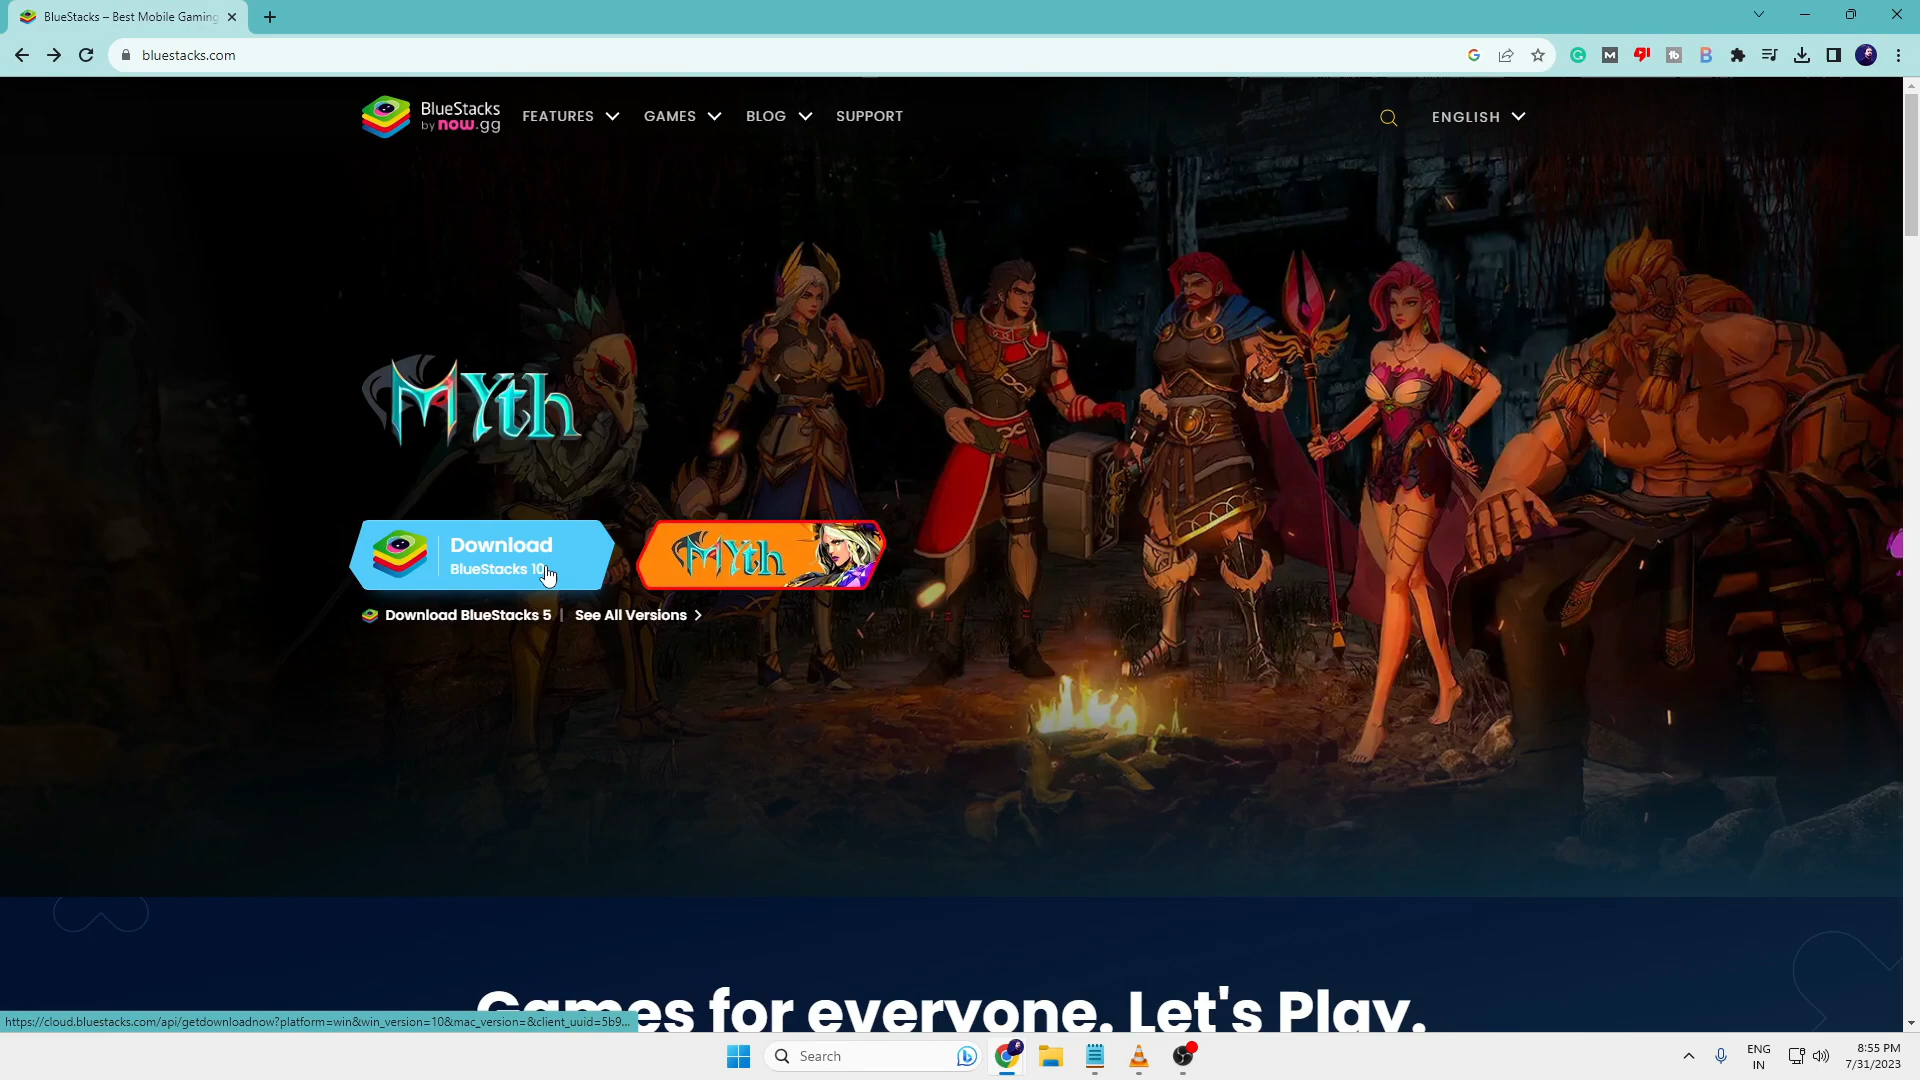 BlueStacks – Best Mobile Gaming
bluestacks.com
BlueStacks
by now.gg
FEATURES
GAMES
BLOG
SUPPORT
ENGLISH
Myth
Download
BlueStacks 10
Myth
Download BlueStacks 5 | See All Versions >
Games for everyone. Let's Play.
https://cloud.bluestacks.com/api/getdownloadnow?platform=win&win_version=10&mac_version=&client_uuid=5b9...
Search
ENG
IN
8:55 PM
7/31/2023